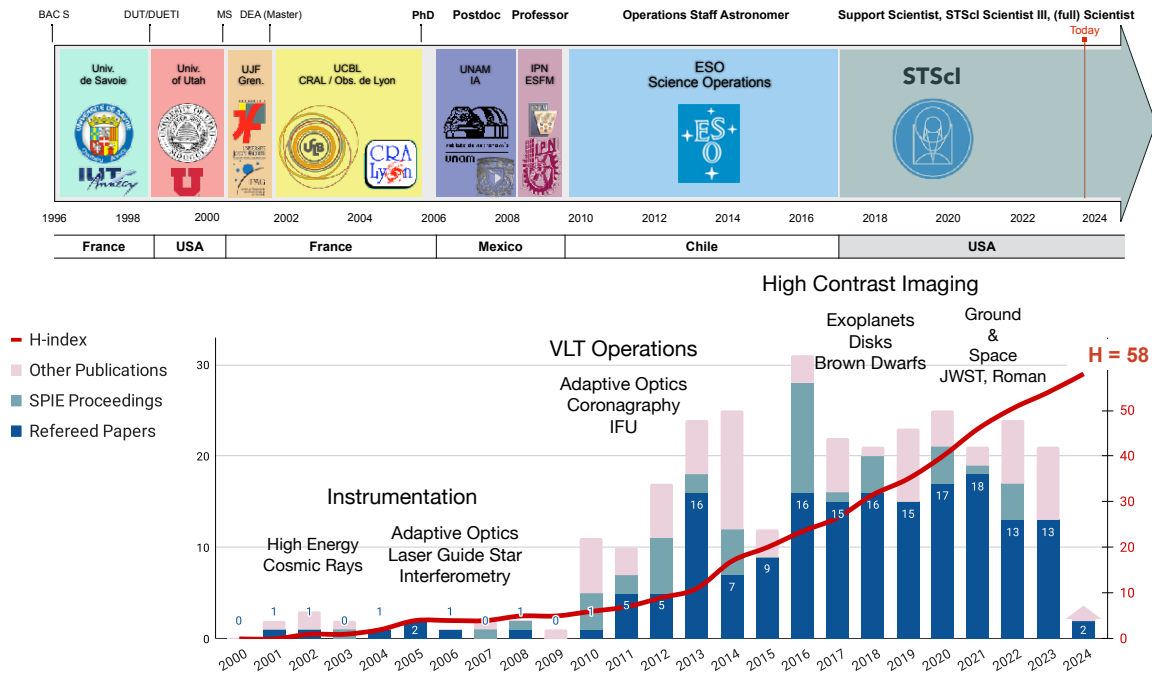 BAC S
DUT/DUETI
MS
DEA (Master)
PhD
Postdoc
Professor
Operations Staff Astronomer
Support Scientist, STScI Scientist III, (full) Scientist
Today
Univ.
de Savoie
Univ.
of Utah
UJF
Gren.
UCBL
CRAL / Obs. de Lyon
UNAM
IA
IPN
ESFM
ESO
Science Operations
STScI
IUT
Annecy
U
UCB
CRA
Lyon
unam
IPN
ES
O
1996
1998
2000
2002
2004
2006
2008
2010
2012
2014
2016
2018
2020
2022
2024
France
USA
France
Mexico
Chile
USA
High Contrast Imaging
H-index
Other Publications
SPIE Proceedings
Refereed Papers
VLT Operations
Adaptive Optics
Coronagraphy
IFU
Exoplanets
Disks
Brown Dwarfs
Ground
&
Space
JWST, Roman
H = 58
Instrumentation
High Energy
Cosmic Rays
Adaptive Optics
Laser Guide Star
Interferometry
30
20
10
0
50
40
30
20
10
0
0
1
1
0
1
2
1
0
1
0
1
5
5
16
7
9
16
15
16
15
17
18
13
13
2
2000
2001
2002
2003
2004
2005
2006
2007
2008
2009
2010
2011
2012
2013
2014
2015
2016
2017
2018
2019
2020
2021
2022
2023
2024